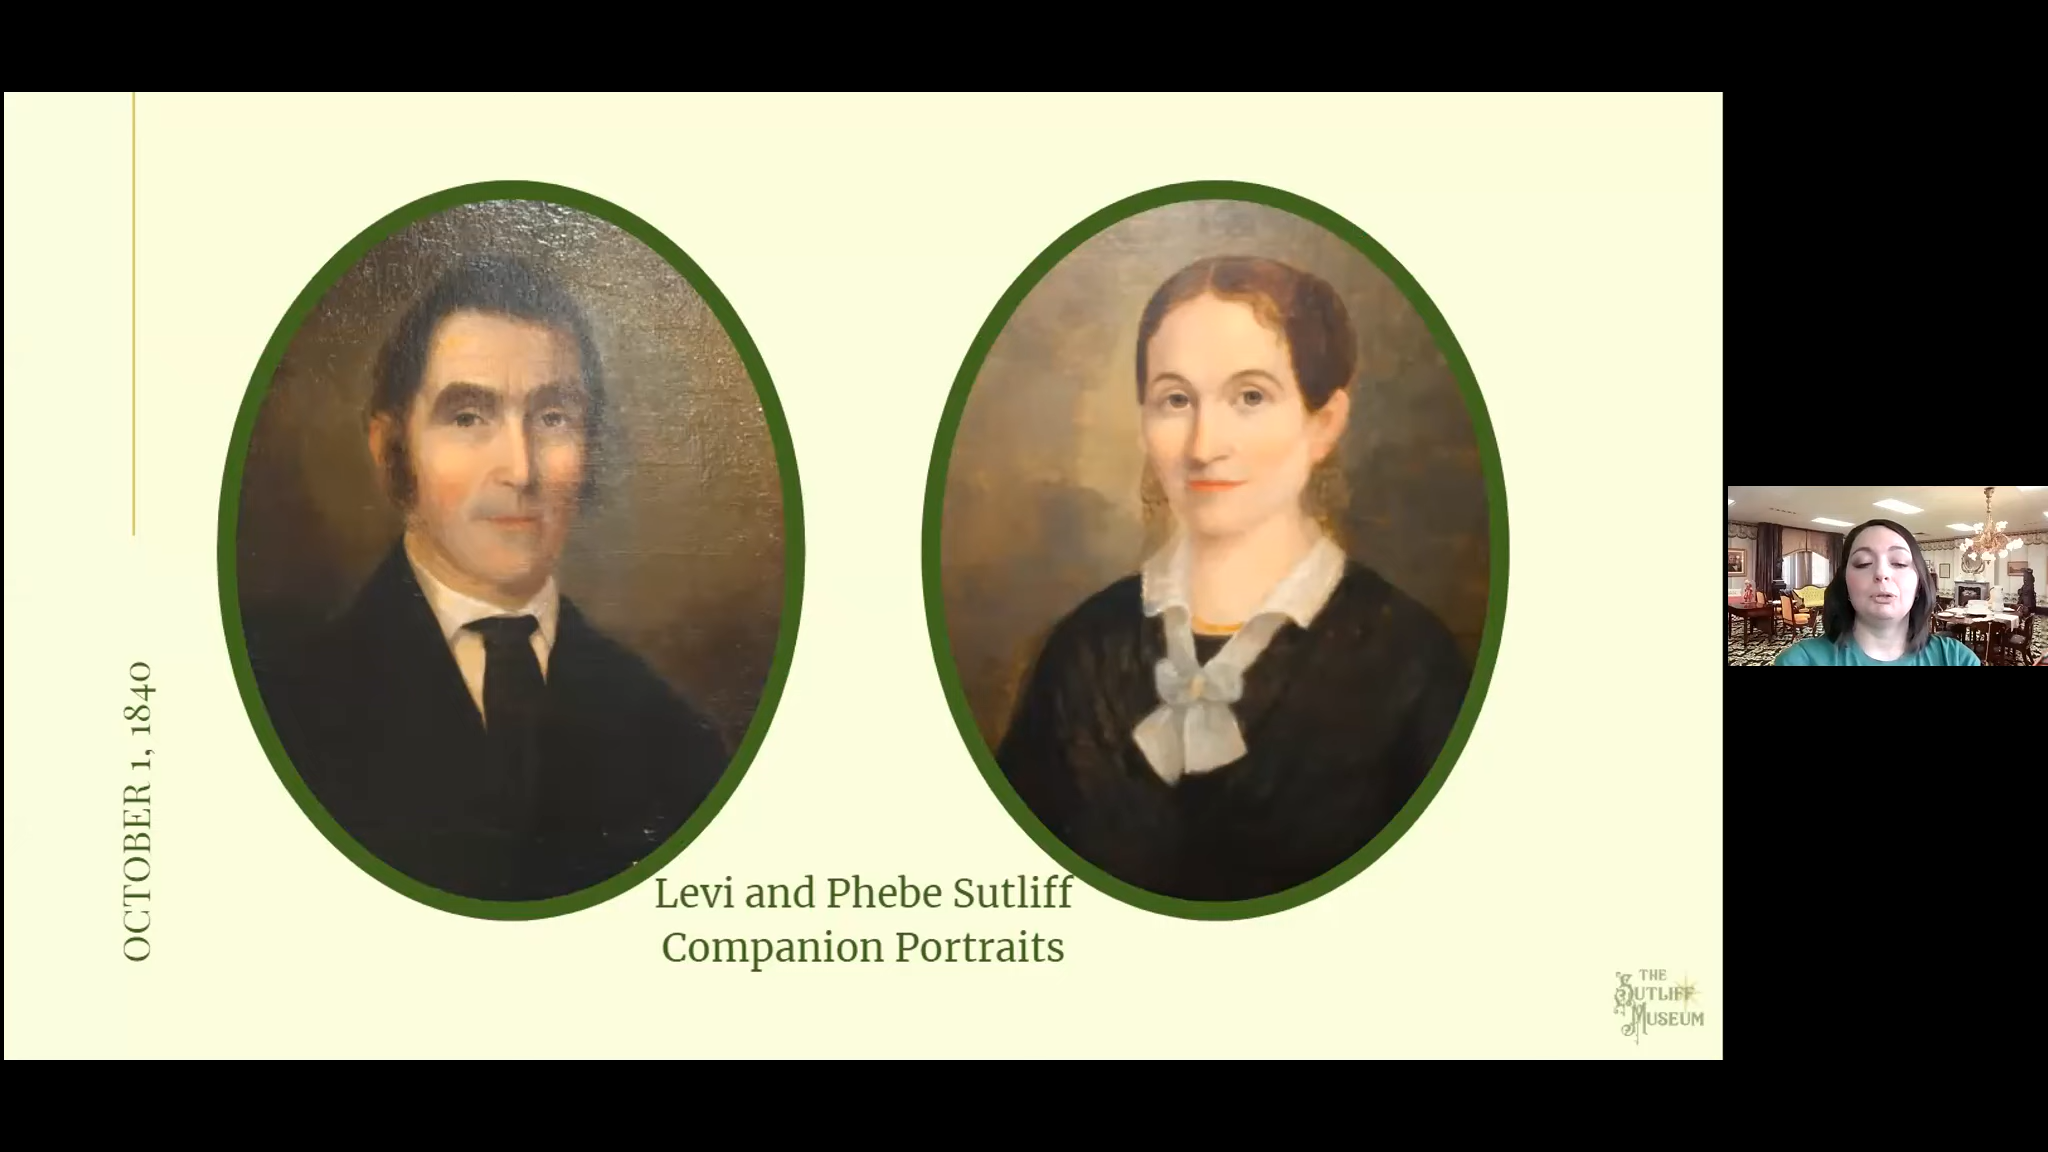 OCTOBER 1, 1840
Levi and Phebe Sutliff
Companion Portraits
THE
SUTLIFF
MUSEUM